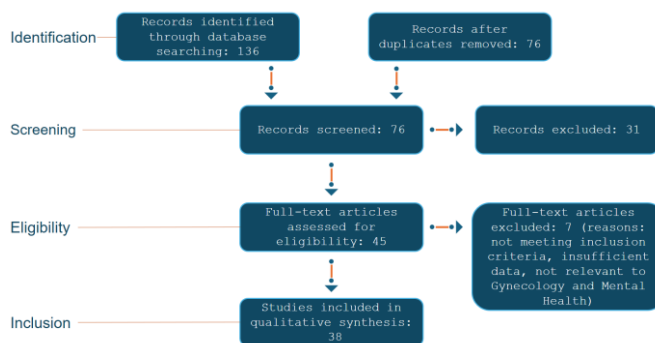 Identification
Records identified
through database
searching: 136
Records after
duplicates removed: 76
Screening
Records screened: 76
Records excluded: 31
Eligibility
Full-text articles
assessed for
eligibility: 45
Full-text articles
excluded: 7 (reasons:
not meeting inclusion
criteria, insufficient
data, not relevant to
Gynecology and Mental
Health)
Inclusion
Studies included in
qualitative synthesis:
38